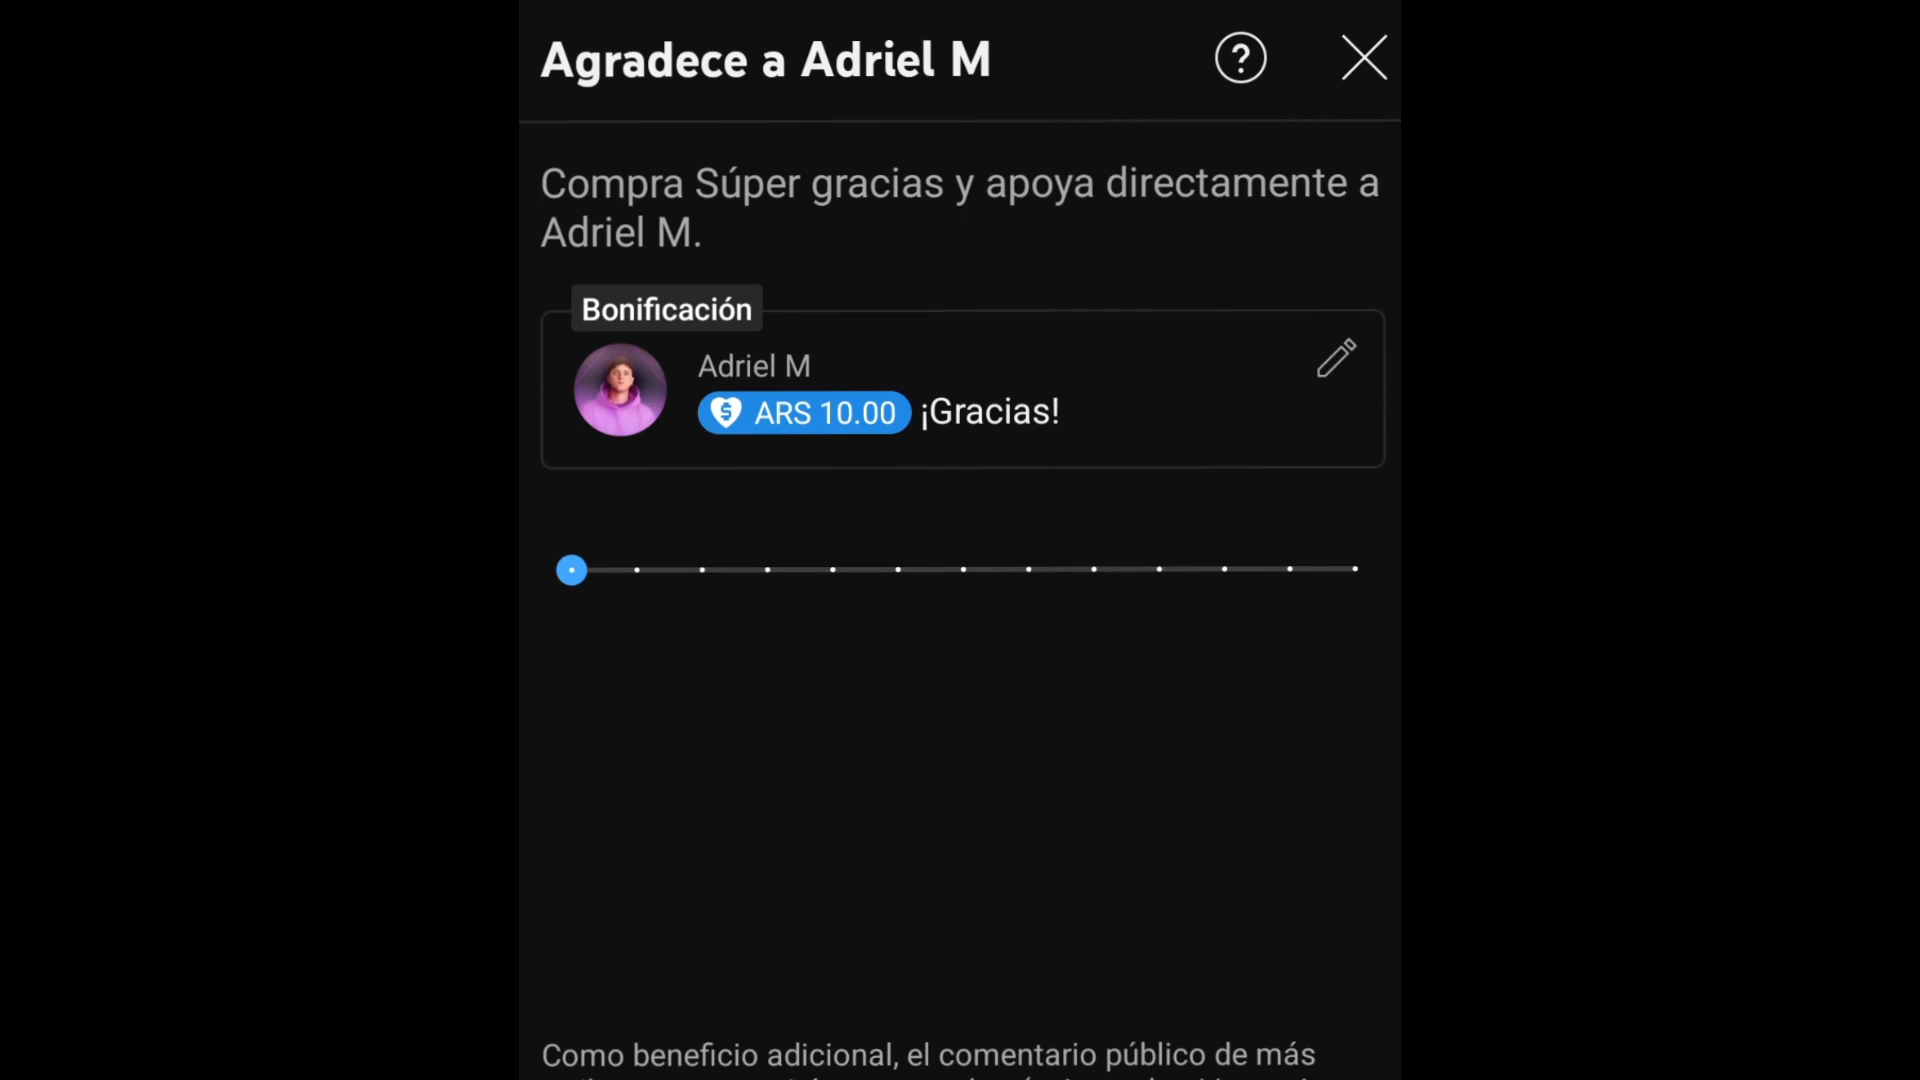 Agradece a Adriel M
Compra Súper gracias y apoya directamente a
Adriel M.
Bonificación
Adriel M
ARS 10.00 ¡Gracias!
Como beneficio adicional, el comentario público de más